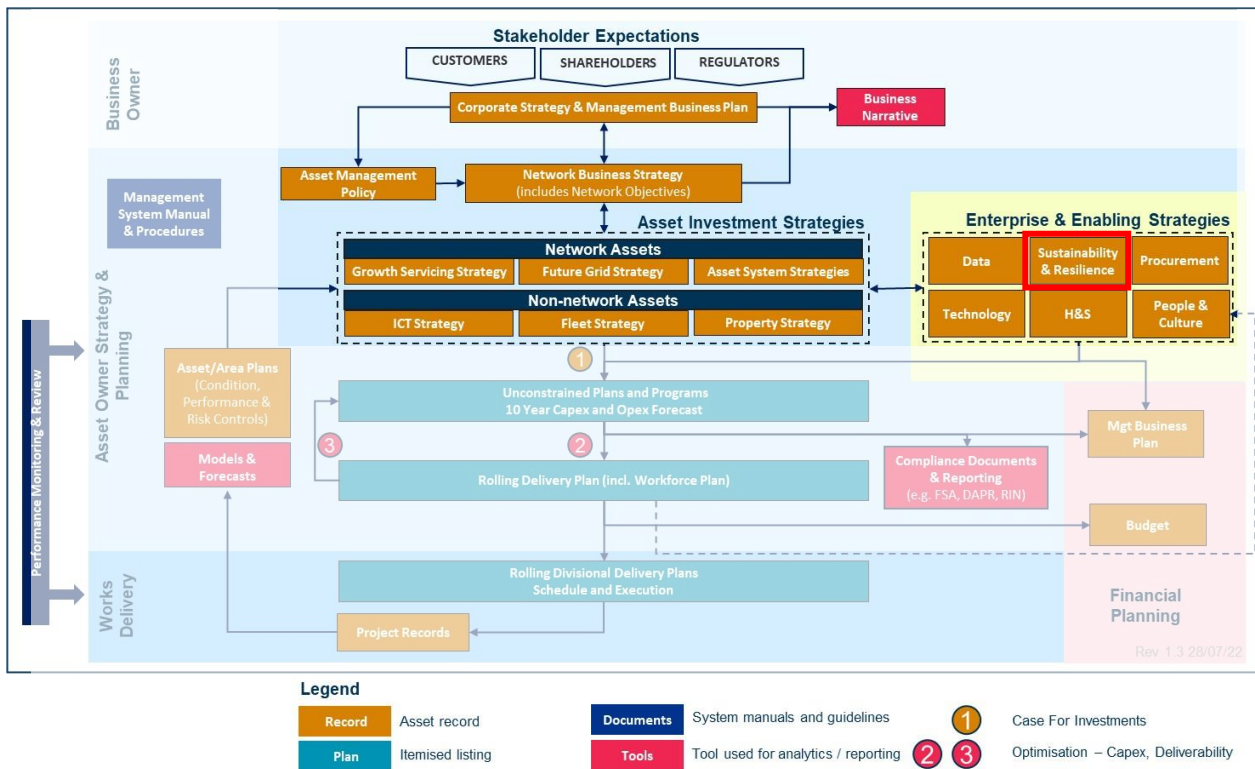 Stakeholder Expectations
CUSTOMERS
SHAREHOLDERS
REGULATORS
Business
Owner
Corporate Strategy & Management Business Plan
Business
Narrative
Asset Management
Policy
Network Business Strategy
(includes Network Objectives)
Management
System Manual
& Procedures
Asset Investment Strategies
Enterprise & Enabling Strategies
Network Assets
Growth Servicing Strategy
Future Grid Strategy
Asset System Strategies
Non-network Assets
ICT Strategy
Fleet Strategy
Property Strategy
Data
Sustainability
& Resilience
Procurement
Technology
H&S
People &
Culture
Performance Monitoring & Review
Asset Owner Strategy &
Planning
Asset/Area Plans
(Condition,
Performance &
Risk Controls)
Models &
Forecasts
1
Unconstrained Plans and Programs
10 Year Capex and Opex Forecast
3
2
Mgt Business
Plan
Compliance Documents
& Reporting
(e.g. FSA, DAPR, RIN)
Rolling Delivery Plan (incl. Workforce Plan)
Budget
Works
Delivery
Rolling Divisional Delivery Plans
Schedule and Execution
Project Records
Financial
Planning
Rev. 1.3 28/07/22
Legend
Record
Asset record
Documents
System manuals and guidelines
1
Case For Investments
Plan
Itemised listing
Tools
Tool used for analytics / reporting
2
3
Optimisation – Capex, Deliverability